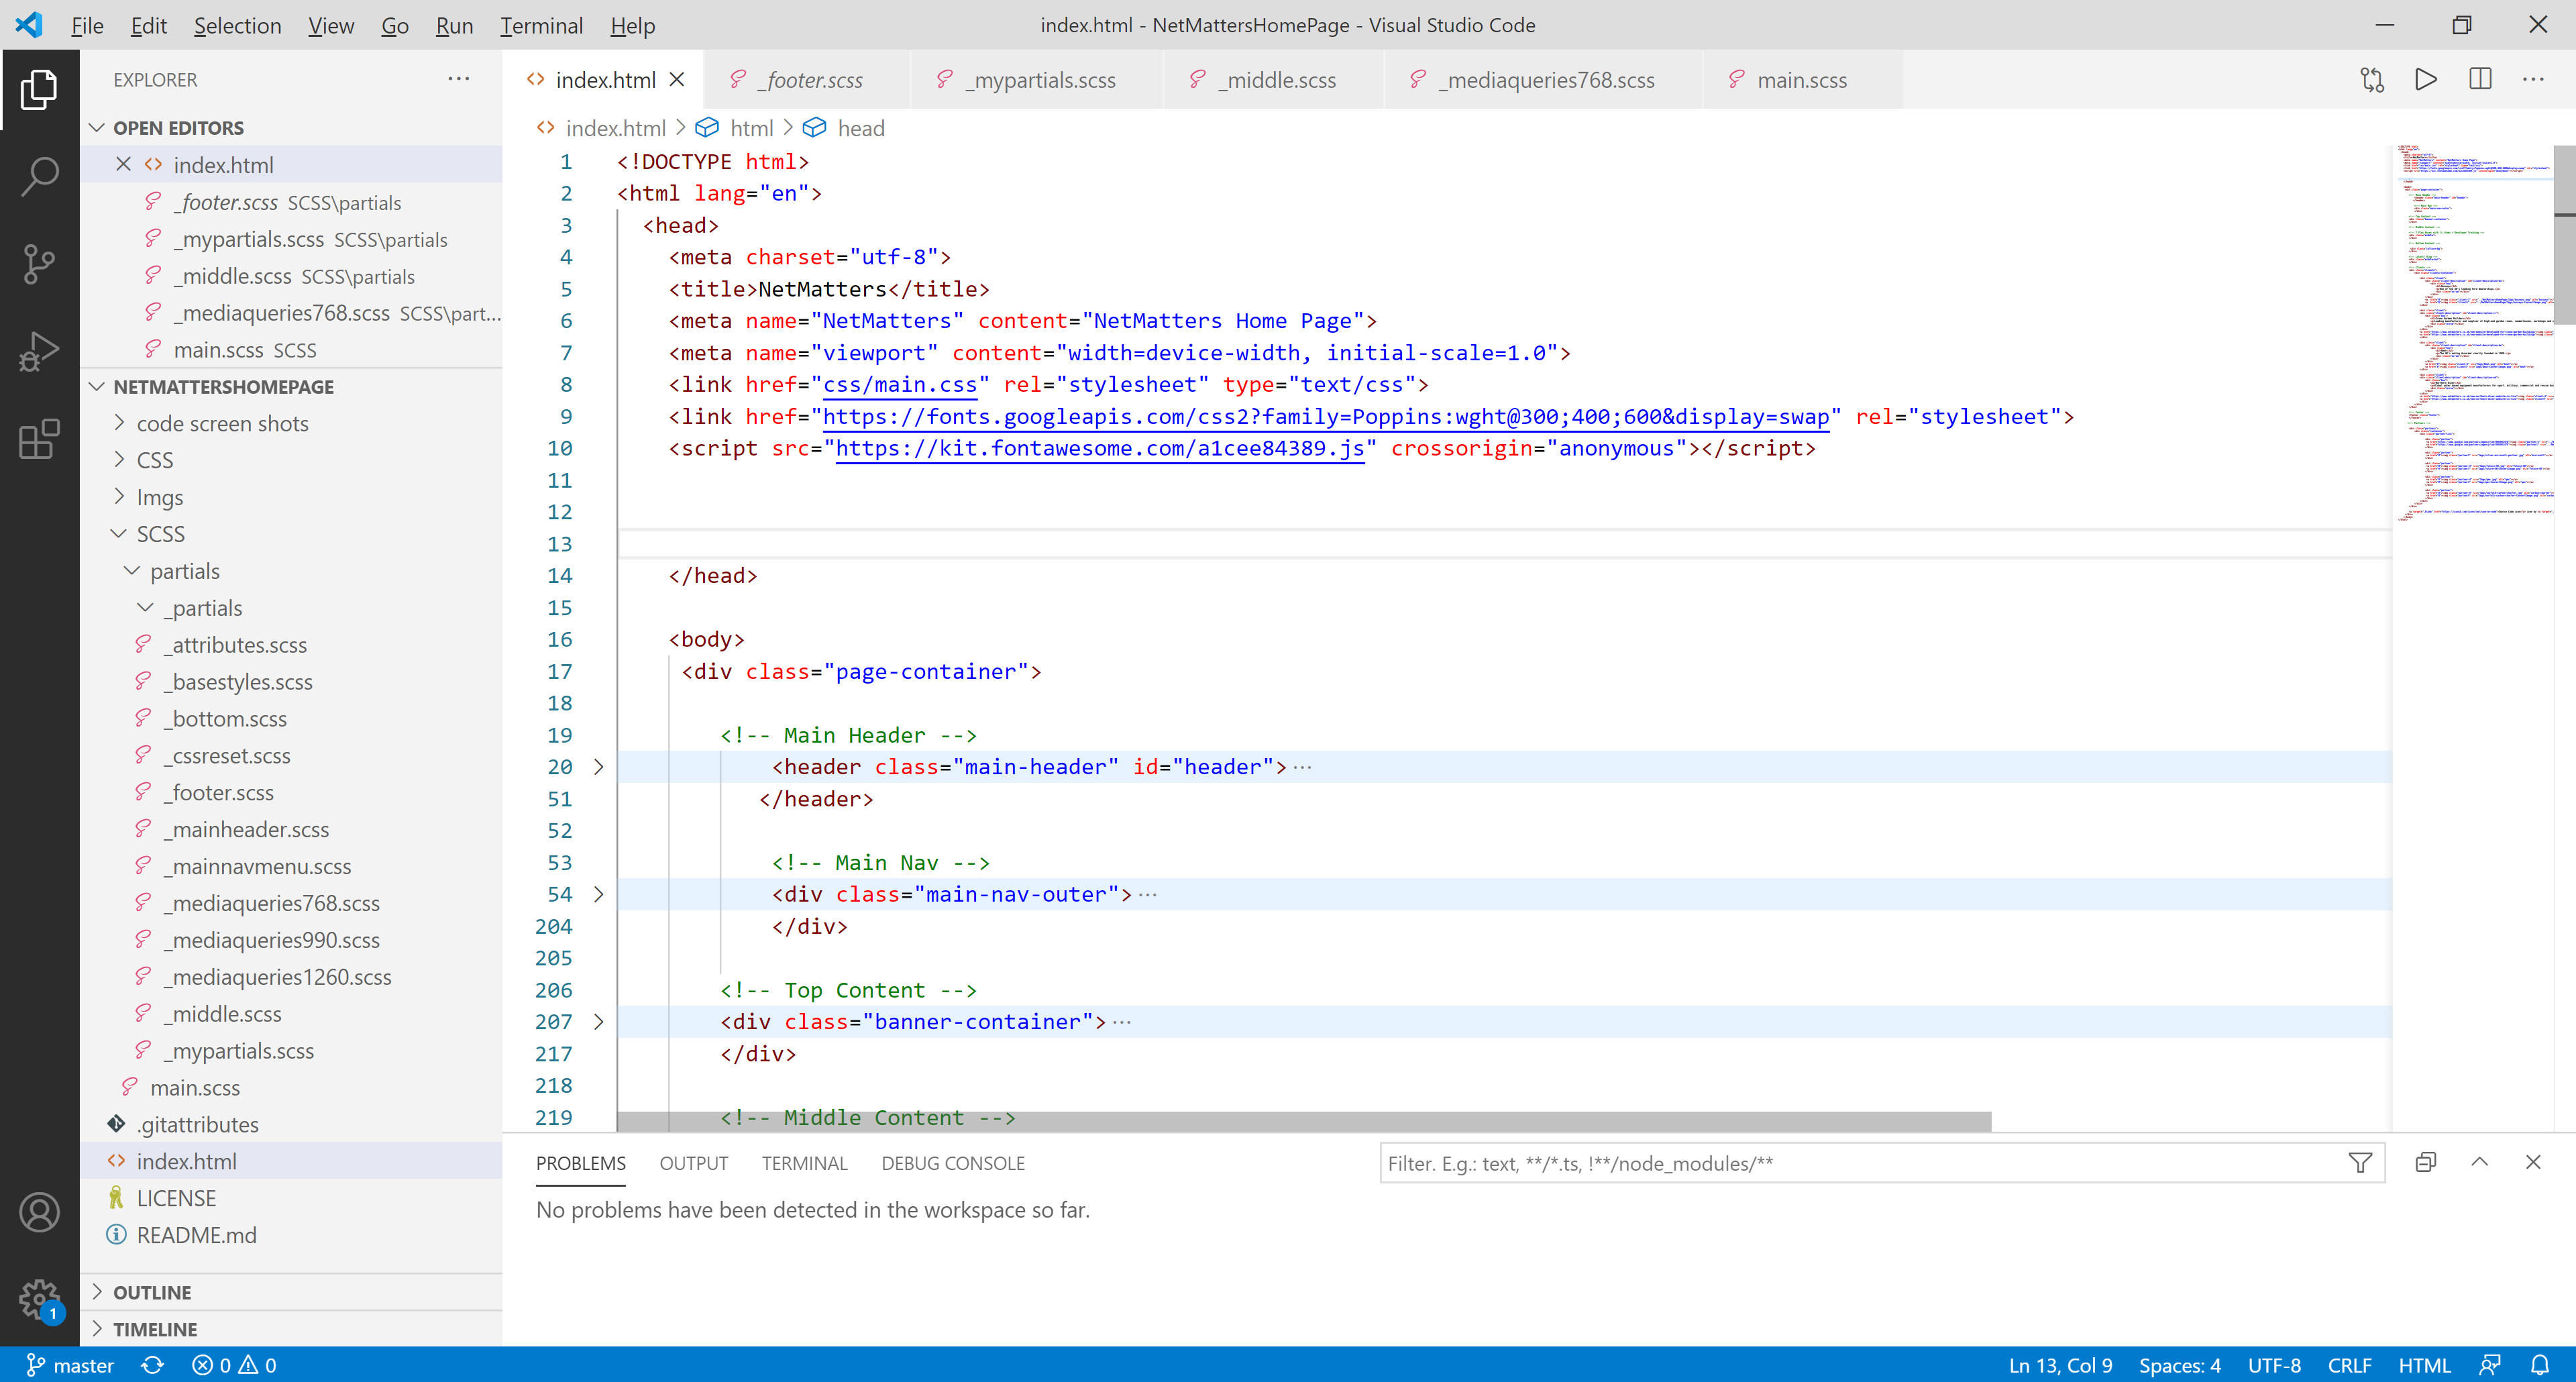 File Edit Selection View Go Run Terminal Help
index.html - NetMattersHomePage - Visual Studio Code
EXPLORER
OPEN EDITORS
index.html
_footer.scss SCSS\partials
_mypartials.scss SCSS\partials
_middle.scss SCSS\partials
_mediaqueries768.scss SCSS\part...
main.scss SCSS
NETMATTERSHOMEPAGE
code screen shots
CSS
Imgs
SCSS
partials
_partials
_attributes.scss
_basestyles.scss
_bottom.scss
_cssreset.scss
_footer.scss
_mainheader.scss
_mainnavmenu.scss
_mediaqueries768.scss
_mediaqueries990.scss
_mediaqueries1260.scss
_middle.scss
_mypartials.scss
main.scss
.gitattributes
index.html
LICENSE
README.md
OUTLINE
TIMELINE
1
index.html _footer.scss _mypartials.scss _middle.scss _mediaqueries768.scss main.scss
index.html > html > head
1 <!DOCTYPE html>
2 <html lang="en">
3 <head>
4 <meta charset="utf-8">
5 <title>NetMatters</title>
6 <meta name="NetMatters" content="NetMatters Home Page">
7 <meta name="viewport" content="width=device-width, initial-scale=1.0">
8 <link href="css/main.css" rel="stylesheet" type="text/css">
9 <link href="https://fonts.googleapis.com/css2?family=Poppins:wght@300;400;600&display=swap" rel="stylesheet">
10 <script src="https://kit.fontawesome.com/a1cee84389.js" crossorigin="anonymous"></script>
11
12
13
14 </head>
15
16 <body>
17 <div class="page-container">
18
19 <!-- Main Header -->
20 <header class="main-header" id="header">...
51 </header>
52
53 <!-- Main Nav -->
54 <div class="main-nav-outer">...
204 </div>
205
206 <!-- Top Content -->
207 <div class="banner-container">...
217 </div>
218
219 <!-- Middle Content -->
PROBLEMS OUTPUT TERMINAL DEBUG CONSOLE
Filter. E.g.: text, **/*.ts, !**/node_modules/**
No problems have been detected in the workspace so far.
master 0 0
Ln 13, Col 9 Spaces: 4 UTF-8 CRLF HTML